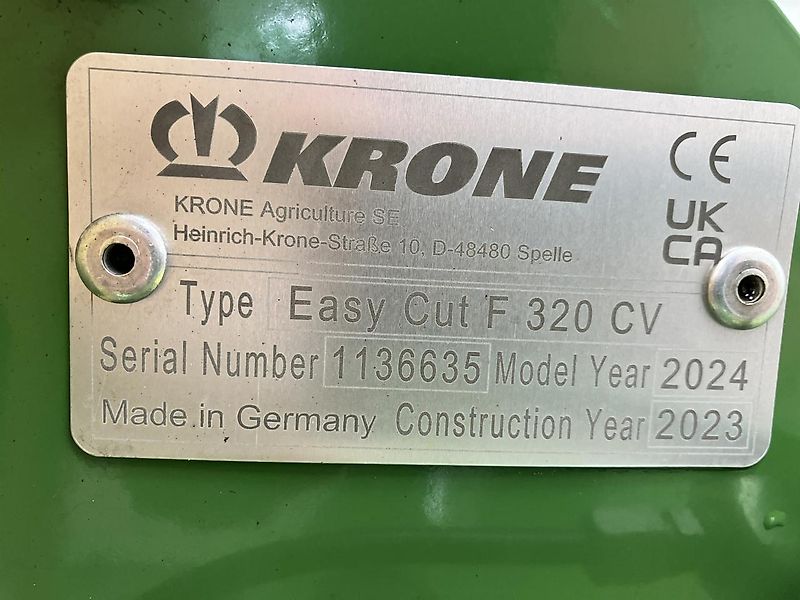 KRONE
CE
KRONE Agriculture SE
Heinrich-Krone-Straße 10, D-48480 Spelle
UK
CA
Type Easy Cut F 320 CV
Serial Number 1136635 Model Year 2024
Made in Germany Construction Year 2023